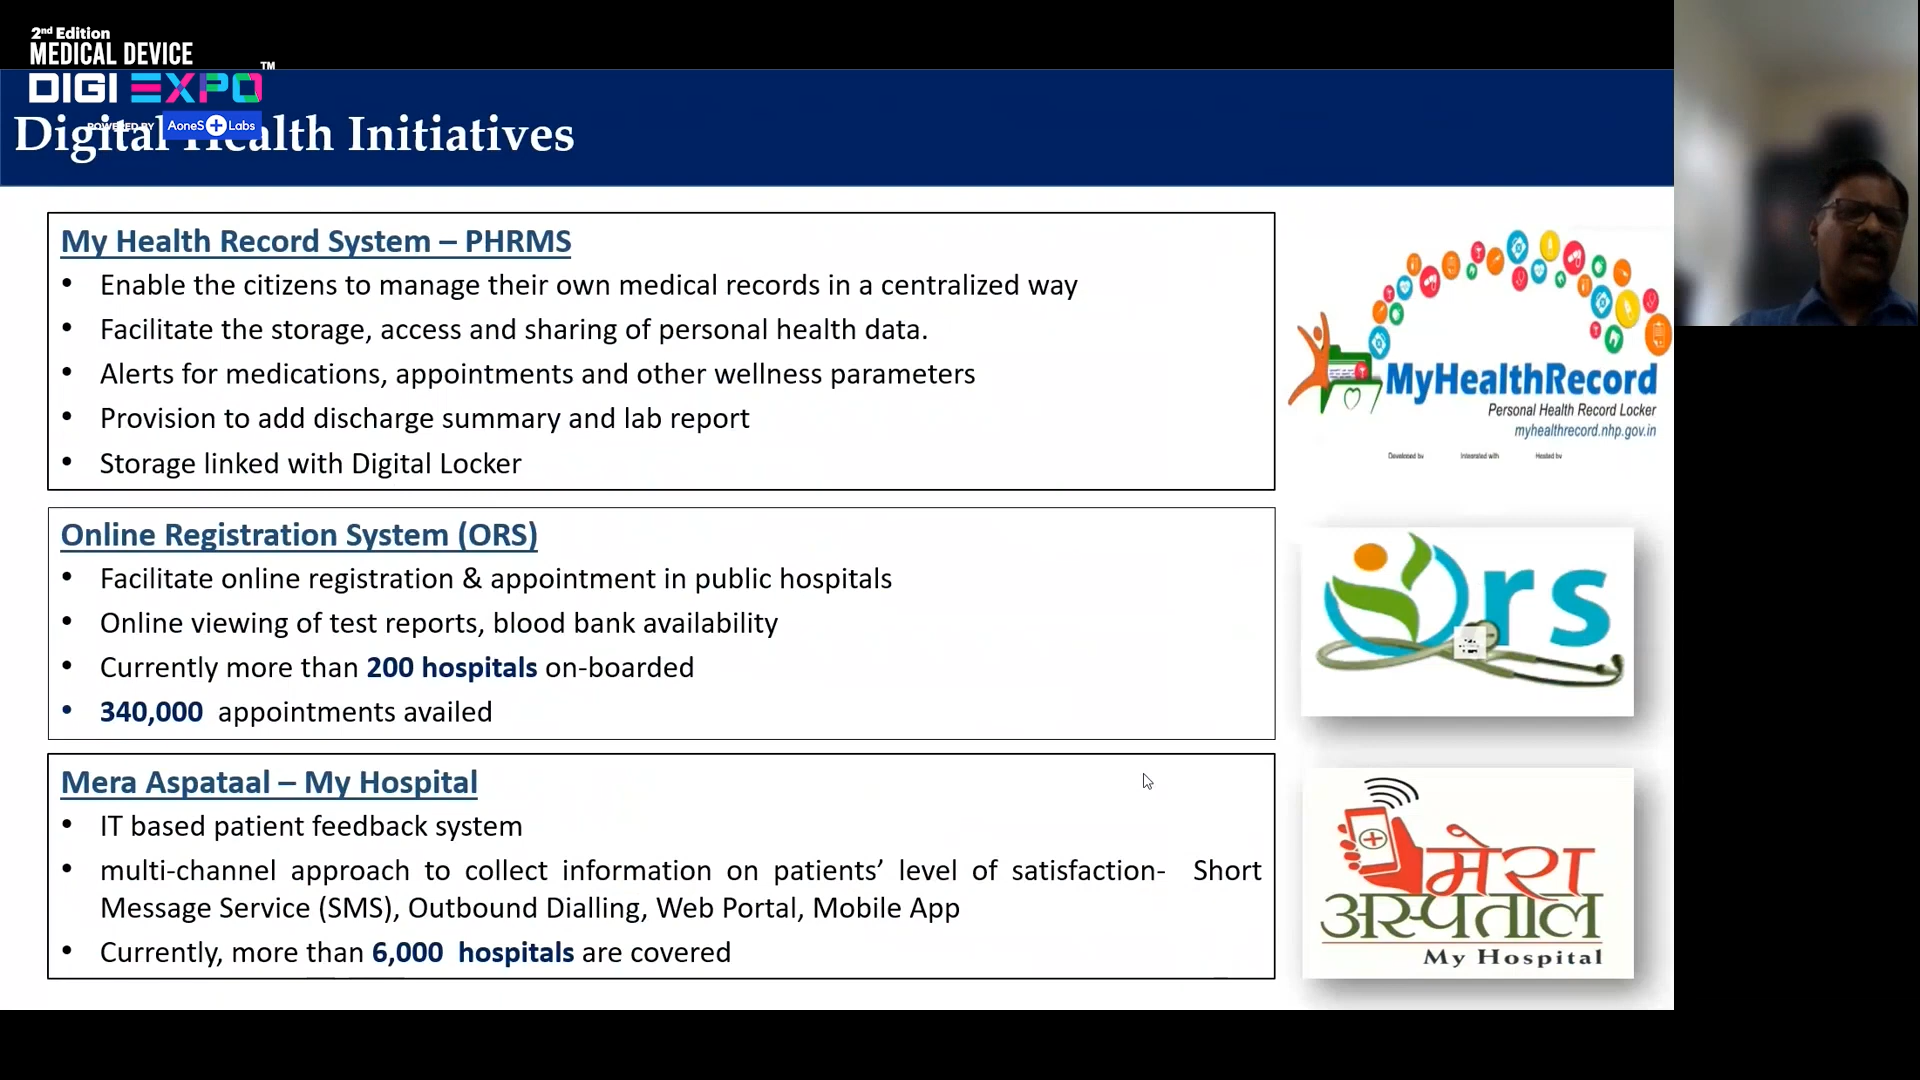 2nd Edition
MEDICAL DEVICE
DIGI EXPO TM
POWERED BY AoneS Labs
Digital Health Initiatives
My Health Record System – PHRMS
• Enable the citizens to manage their own medical records in a centralized way
• Facilitate the storage, access and sharing of personal health data.
• Alerts for medications, appointments and other wellness parameters
• Provision to add discharge summary and lab report
• Storage linked with Digital Locker
MyHealthRecord
Personal Health Record Locker
myhealthrecord.nhp.gov.in
Developed by Integrated with Hosted by
Online Registration System (ORS)
• Facilitate online registration & appointment in public hospitals
• Online viewing of test reports, blood bank availability
• Currently more than 200 hospitals on-boarded
• 340,000 appointments availed
Ors
Mera Aspataal – My Hospital
• IT based patient feedback system
• multi-channel approach to collect information on patients’ level of satisfaction- Short
Message Service (SMS), Outbound Dialling, Web Portal, Mobile App
• Currently, more than 6,000 hospitals are covered
मेरा
अस्पताल
My Hospital